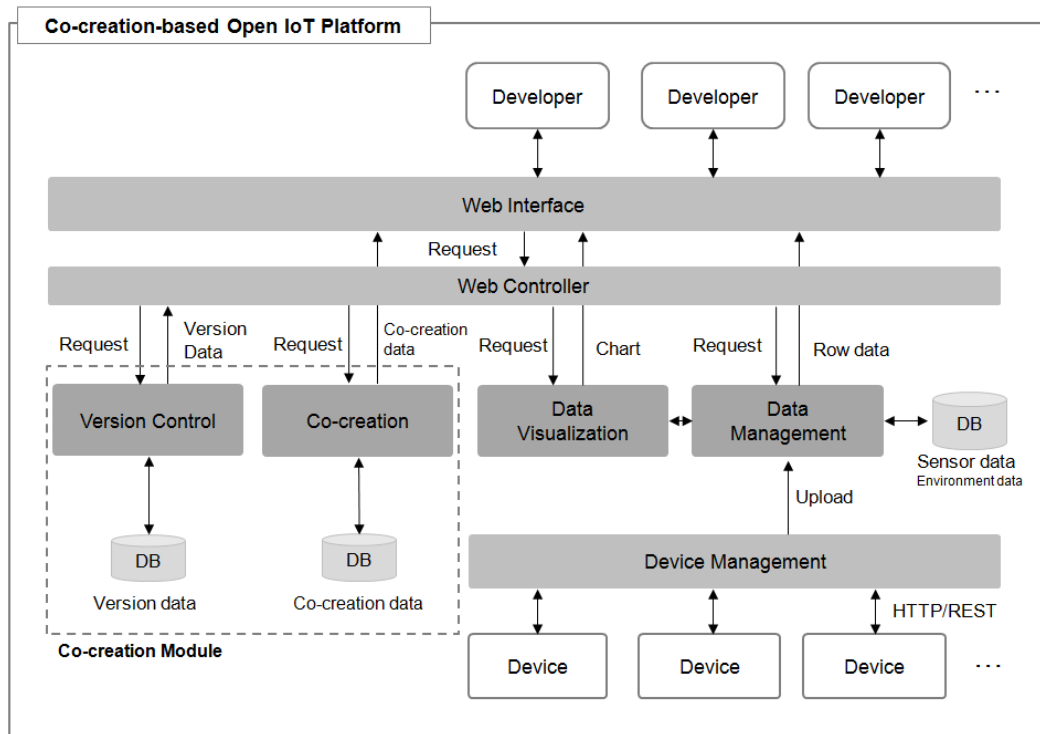 Co-creation-based Open IoT Platform
Developer
Developer
Developer
...
Web Interface
Request
Web Controller
Request
Version
Data
Request
Co-creation
data
Request
Chart
Request
Row data
Version Control
Co-creation
Data
Visualization
Data
Management
DB
Sensor data
Environment data
Upload
DB
Version data
DB
Co-creation data
Device Management
HTTP/REST
Co-creation Module
Device
Device
Device
...